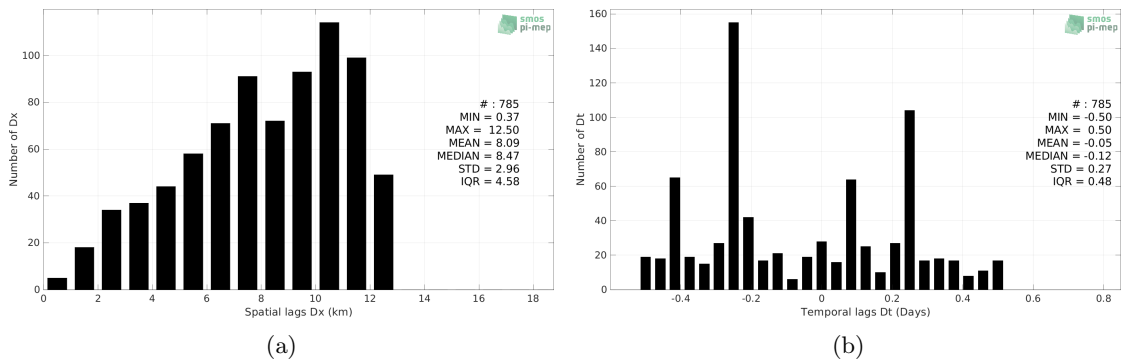 smos
pi-mep
100
80
60
40
20
0
Number of Dx
# : 785
MIN = 0.37
MAX = 12.50
MEAN = 8.09
MEDIAN = 8.47
STD = 2.96
IQR = 4.58
0 2 4 6 8 10 12 14 16 18
Spatial lags Dx (km)
(a)
smos
pi-mep
160
140
120
100
80
60
40
20
0
Number of Dt
# : 785
MIN = -0.50
MAX = 0.50
MEAN = -0.05
MEDIAN = -0.12
STD = 0.27
IQR = 0.48
-0.4 -0.2 0 0.2 0.4 0.6 0.8
Temporal lags Dt (Days)
(b)